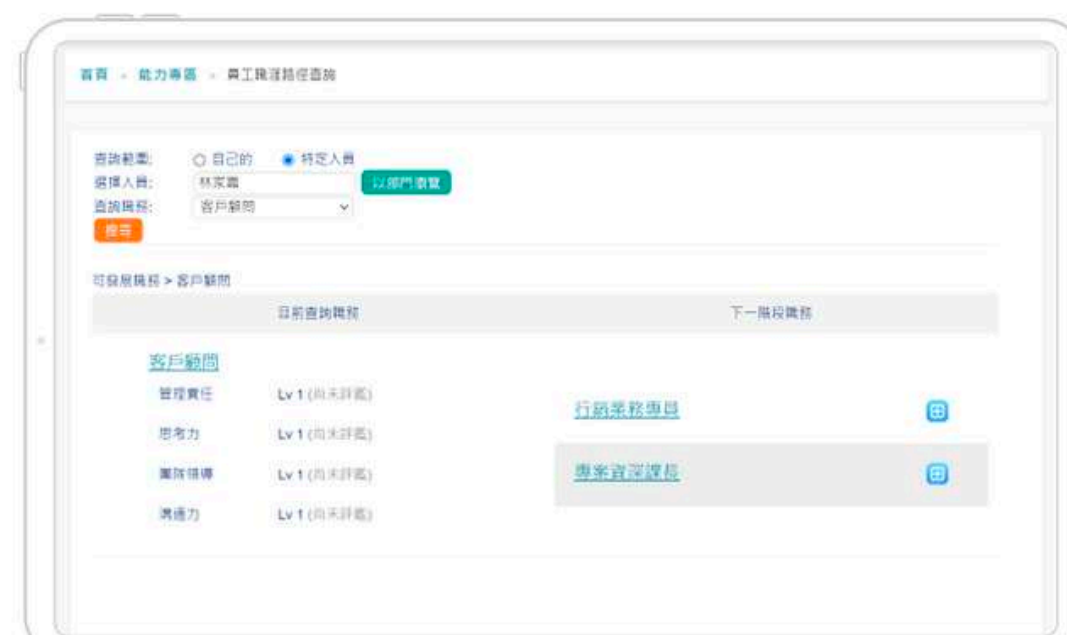 首頁 » 能力專區 » 員工職涯路徑查詢
查詢範圍: 自己的 特定人員
選擇人員: 林家 以部門瀏覽
查詢職務: 客戶顧問
搜尋
可發展職務 > 客戶顧問
目前查詢職務 下一階段職務
客戶顧問
管理責任 Lv 1 (尚未評鑑)
行銷業務專員
思考力 Lv 1 (尚未評鑑)
團隊領導 Lv 1 (尚未評鑑)
專案資深課長
溝通力 Lv 1 (尚未評鑑)